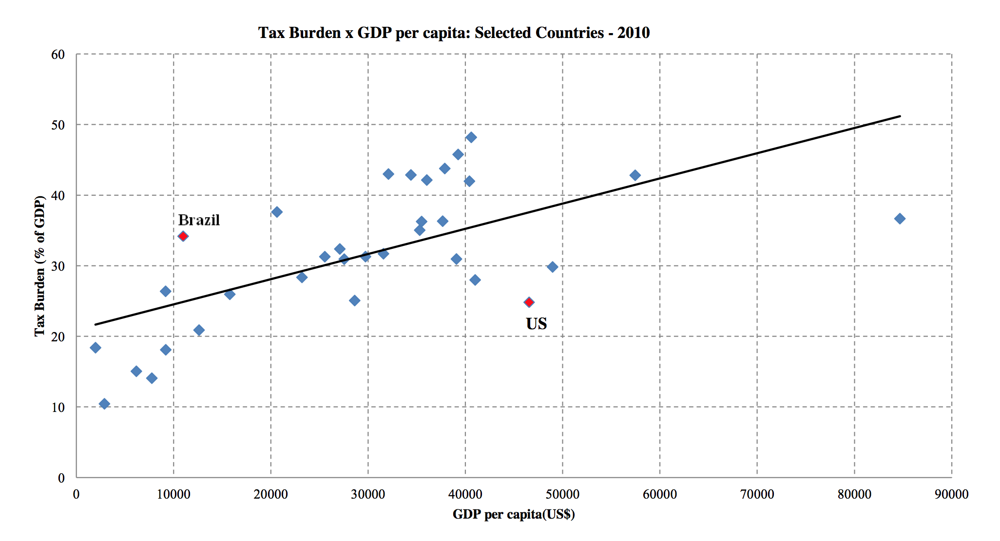 Tax Burden x GDP per capita: Selected Countries - 2010
60
50
40
30
20
10
0
Tax Burden (% of GDP)
Brazil
US
0 10000 20000 30000 40000 50000 60000 70000 80000 90000
GDP per capita(US$)